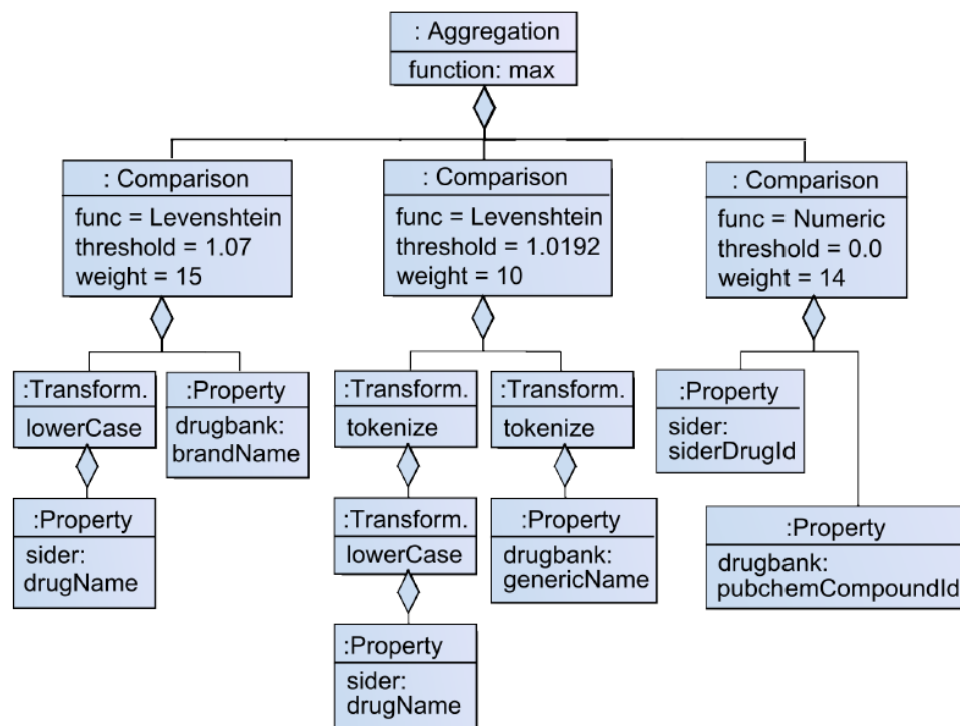 : Aggregation
function: max
: Comparison
func = Levenshtein
threshold = 1.07
weight = 15
: Comparison
func = Levenshtein
threshold = 1.0192
weight = 10
: Comparison
func = Numeric
threshold = 0.0
weight = 14
:Transform.
lowerCase
:Property
drugbank:
brandName
:Property
sider:
drugName
:Transform.
tokenize
:Transform.
tokenize
:Transform.
lowerCase
:Property
drugbank:
genericName
:Property
sider:
drugName
:Property
sider:
siderDrugId
:Property
drugbank:
pubchemCompoundId